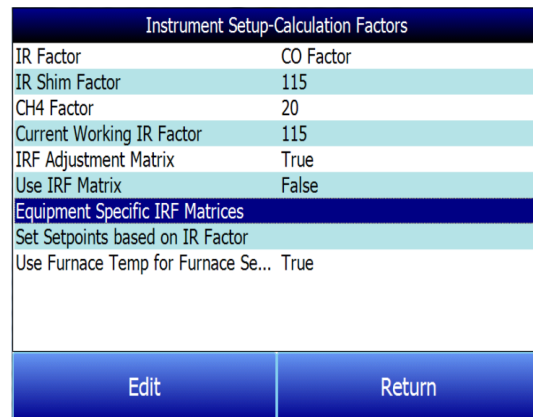 Instrument Setup-Calculation Factors
IR Factor CO Factor
IR Shim Factor 115
CH4 Factor 20
Current Working IR Factor 115
IRF Adjustment Matrix True
Use IRF Matrix False
Equipment Specific IRF Matrices
Set Setpoints based on IR Factor
Use Furnace Temp for Furnace Se... True
Edit Return